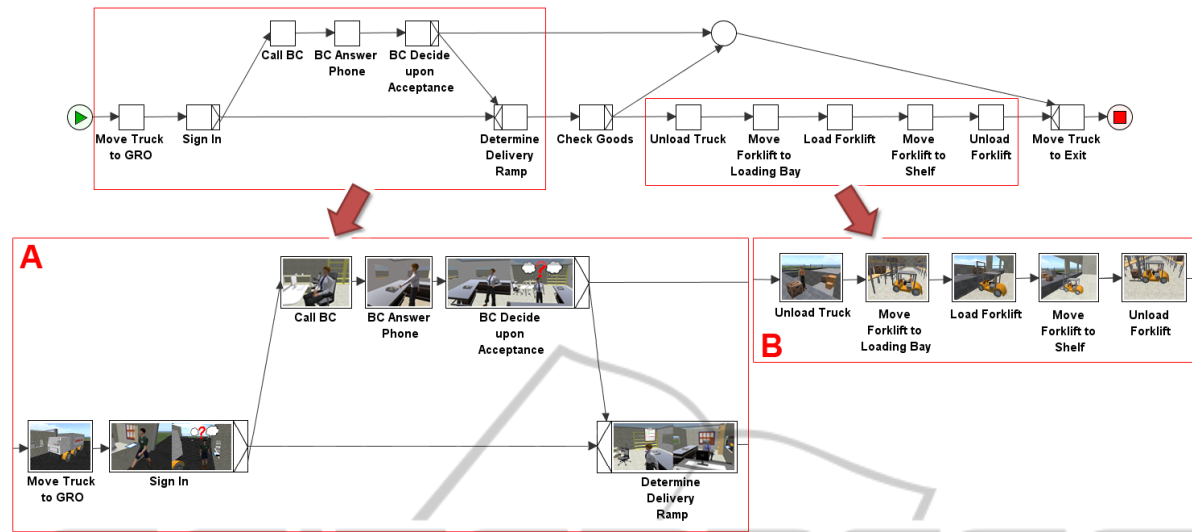 Call BC
BC Answer
Phone
BC Decide
upon
Acceptance
Move Truck
to GRO
Sign In
Determine
Delivery
Ramp
Check Goods
Unload Truck
Move
Forklift to
Loading Bay
Load Forklift
Move
Forklift to
Shelf
Unload
Forklift
Move Truck
to Exit
A
Call BC
BC Answer
Phone
BC Decide
upon
Acceptance
Move Truck
to GRO
Sign In
Determine
Delivery
Ramp
B
Unload Truck
Move
Forklift to
Loading Bay
Load Forklift
Move
Forklift to
Shelf
Unload
Forklift